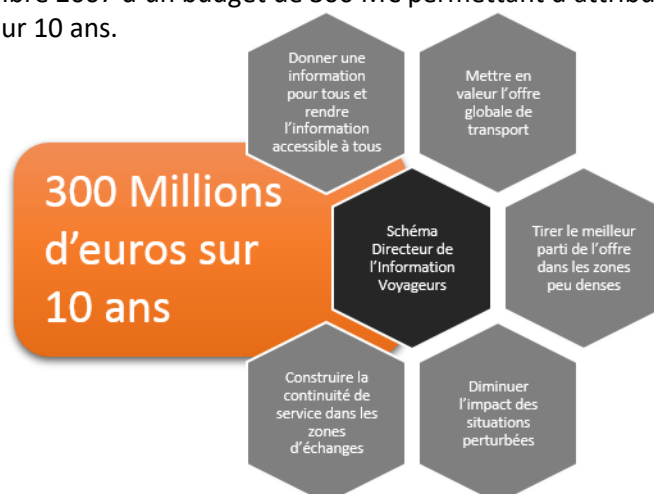 2007 d'un budget de 300 M€ permettant d'attribu
ur 10 ans.
Donner une
information
pour tous et
rendre
l'information
accessible à tous
Mettre en
valeur l'offre
globale de
transport
300 Millions
d'euros sur
10 ans
Schéma
Directeur de
l'Information
Voyageurs
Tirer le meilleur
parti de l'offre
dans les zones
peu denses
Construire la
continuité de
service dans les
zones
d'échanges
Diminuer
l'impact des
situations
perturbées